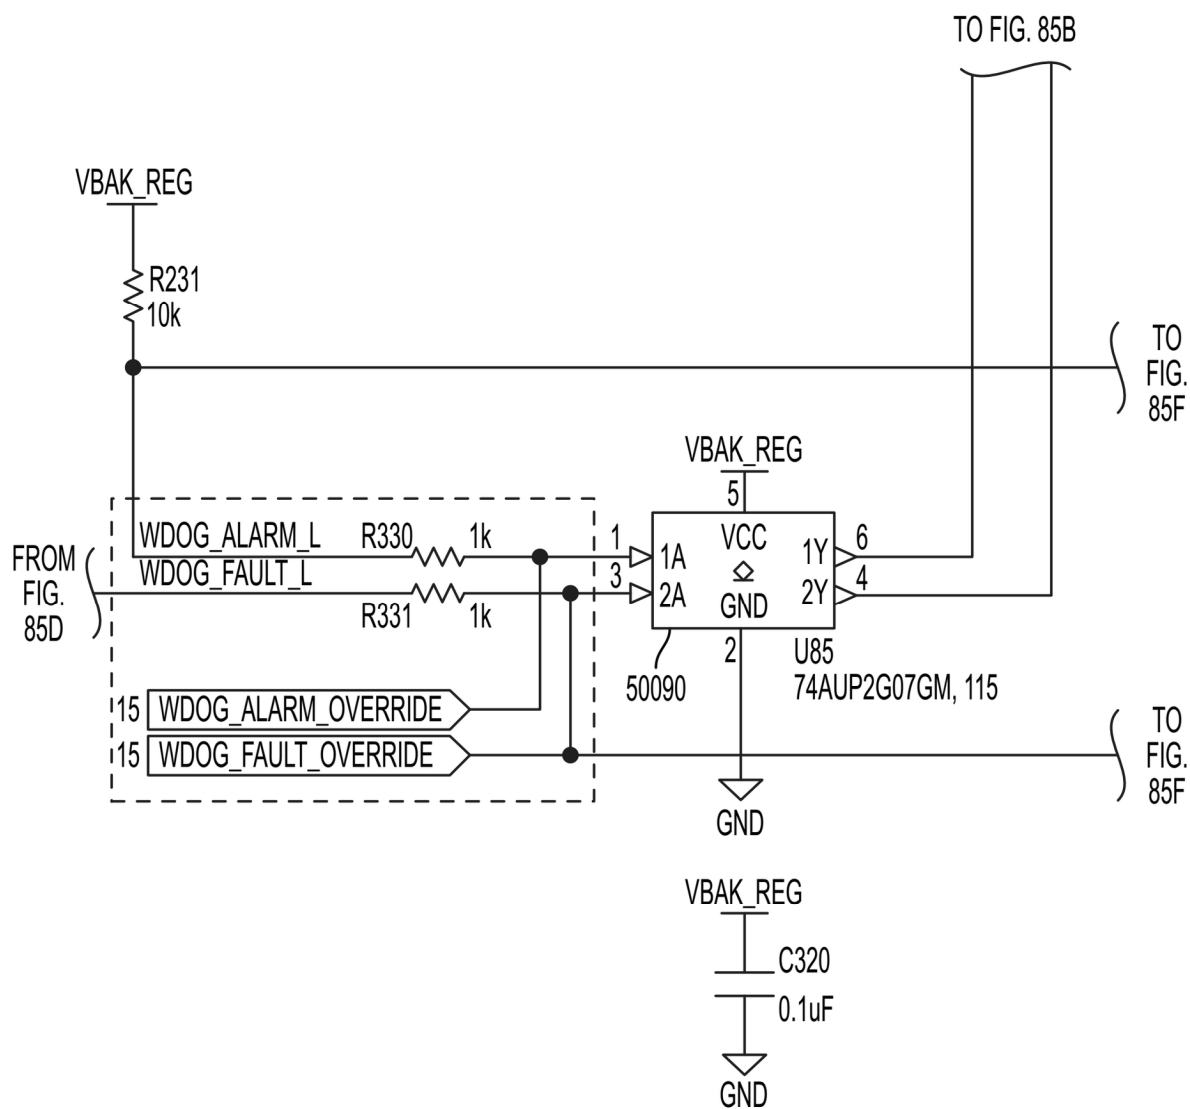 TO FIG. 85B
VBAK_REG
R231
10k
TO
FIG.
85F
VBAK_REG
5
WDOG_ALARM_L
R330
1k
1
1A
VCC
1Y
6
FROM
FIG.
85D
WDOG_FAULT_L
R331
1k
3
2A
GND
2Y
4
2
U85
74AUP2G07GM, 115
50090
15
WDOG_ALARM_OVERRIDE
15
WDOG_FAULT_OVERRIDE
TO
FIG.
85F
GND
VBAK_REG
C320
0.1uF
GND